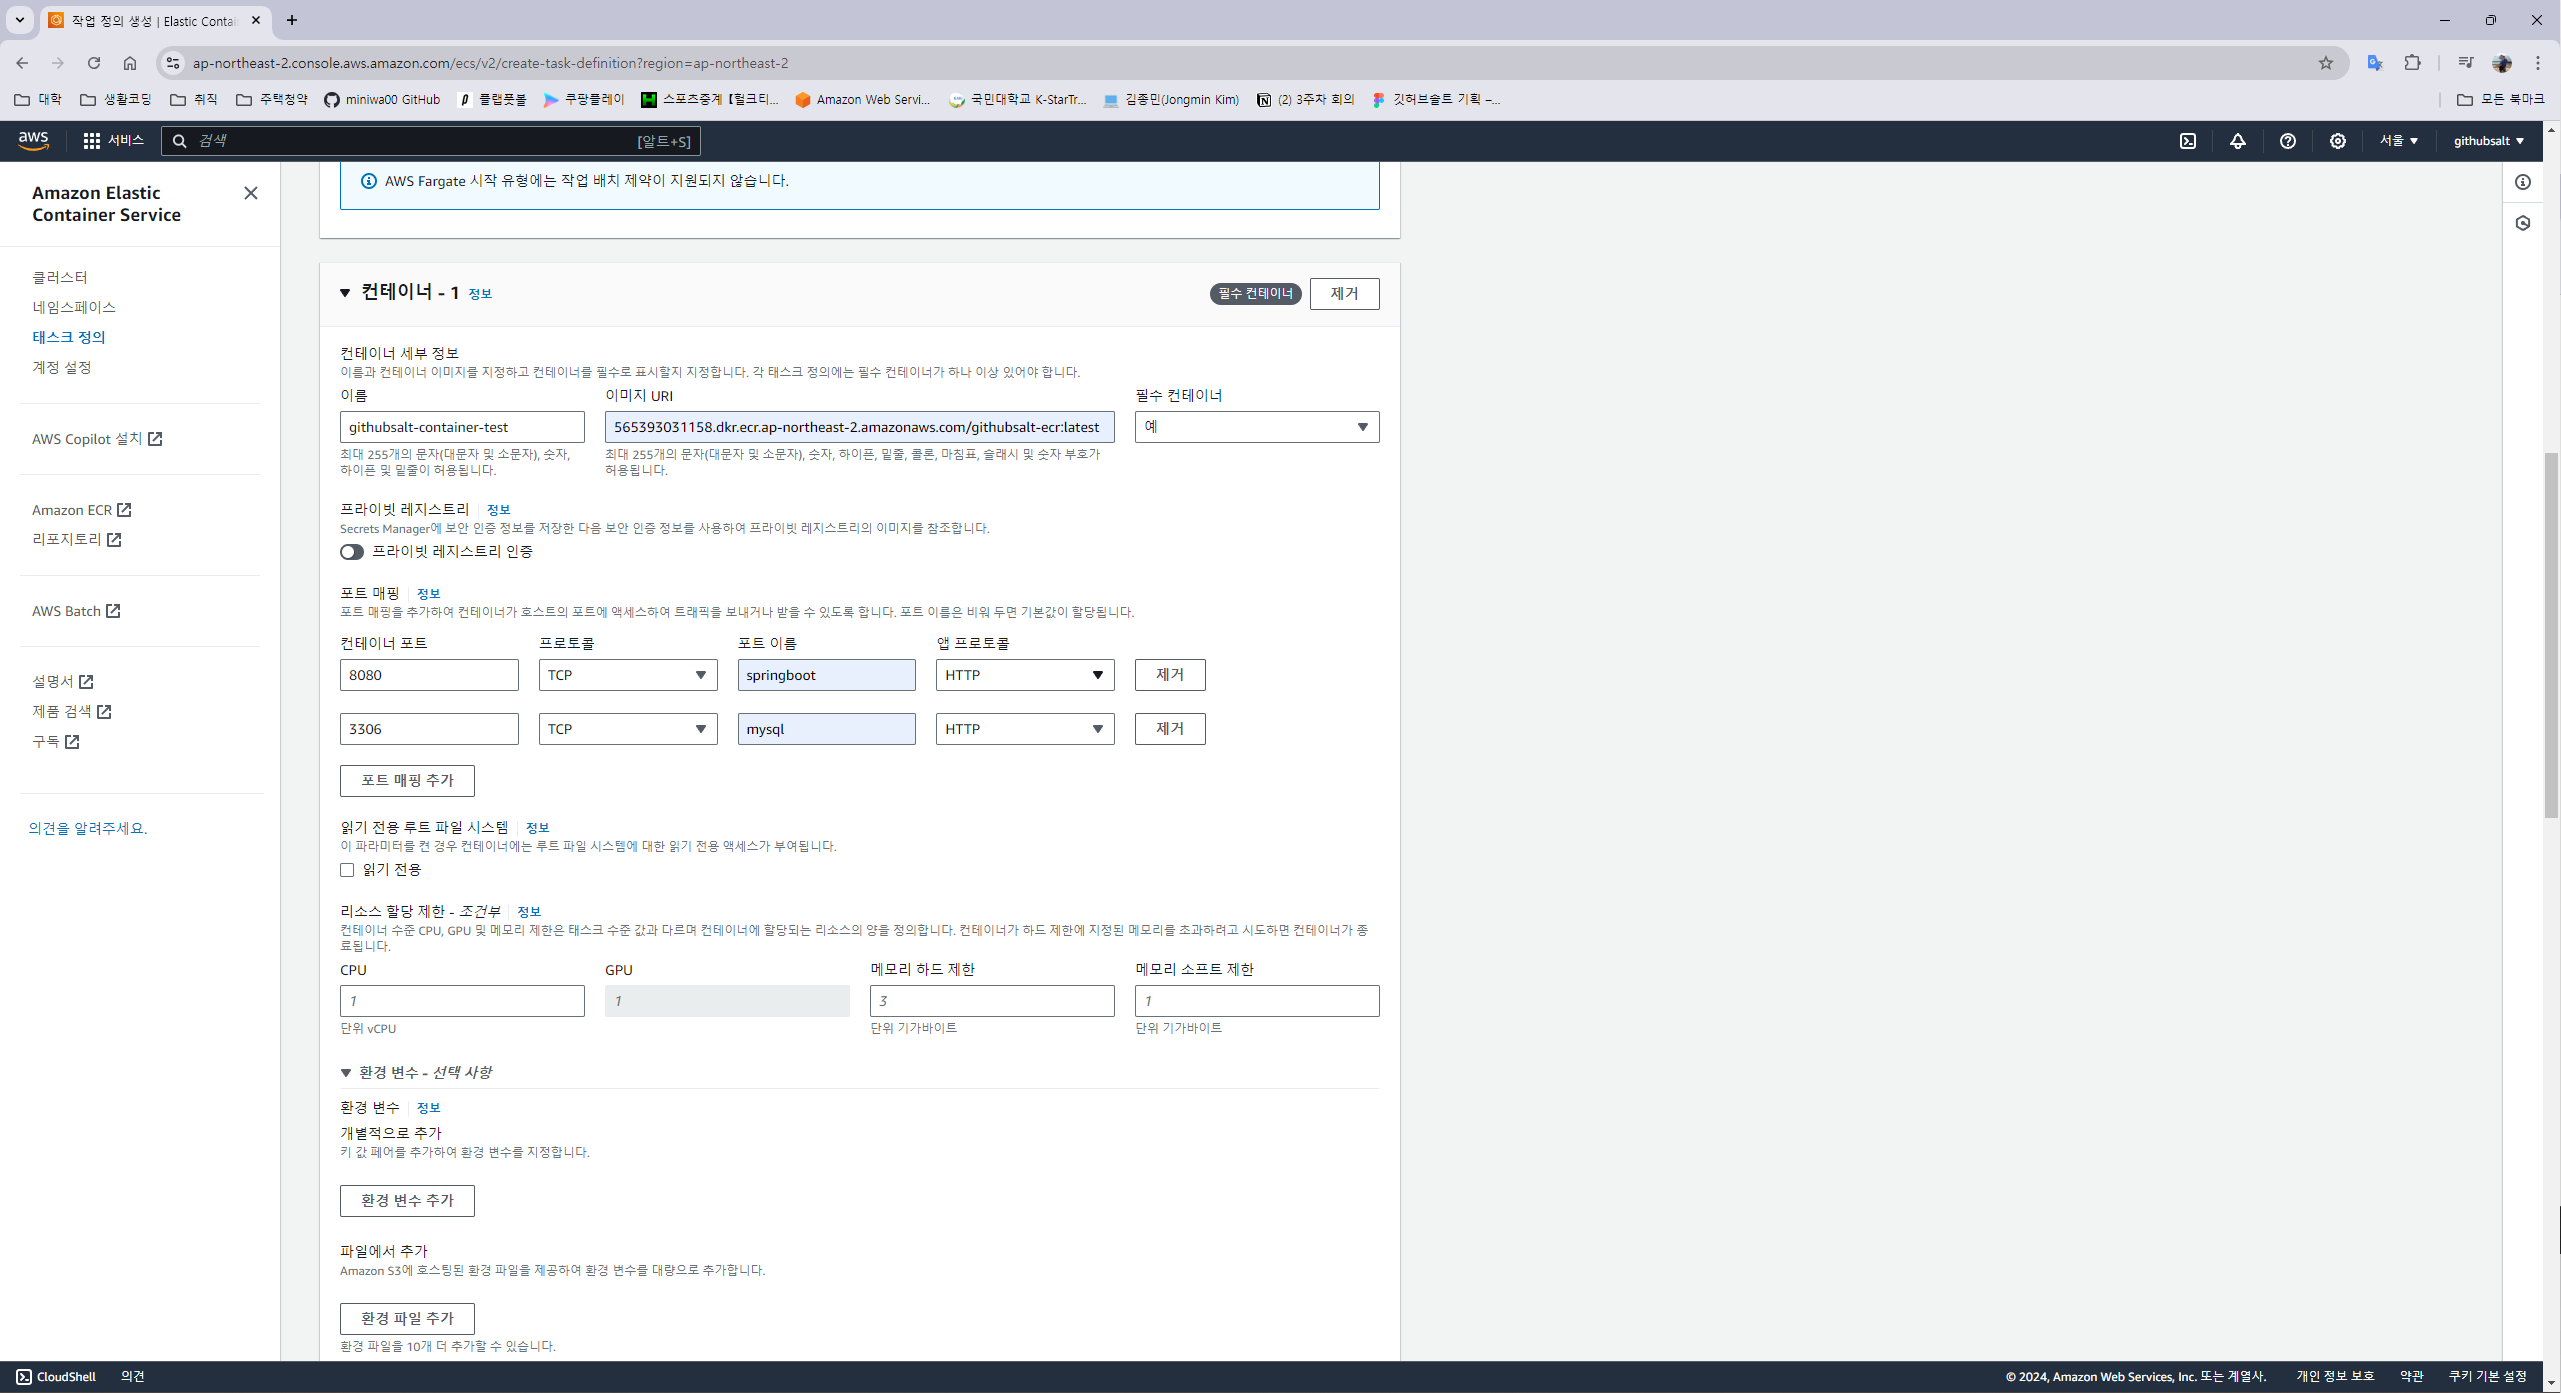 작업 정의 생성 | Elastic Contai
ap-northeast-2.console.aws.amazon.com/ecs/v2/create-task-definition?region=ap-northeast-2
대학
생활코딩
취직
주택청약
miniwa00 GitHub
플랩풋볼
쿠팡플레이
스포츠중계【헐크티...
Amazon Web Servi...
국민대학교 K-StarTr...
김종민(Jongmin Kim)
(2) 3주차 회의
깃허브솔트 기획 –...
모든 북마크
aws
서비스
검색
[알트+S]
서울
githubsalt
Amazon Elastic
Container Service
클러스터
네임스페이스
태스크 정의
계정 설정
AWS Copilot 설치
Amazon ECR
리포지토리
AWS Batch
설명서
제품 검색
구독
의견을 알려주세요.
AWS Fargate 시작 유형에는 작업 배치 제약이 지원되지 않습니다.
컨테이너 - 1 정보
필수 컨테이너
제거
컨테이너 세부 정보
이름과 컨테이너 이미지를 지정하고 컨테이너를 필수로 표시할지 지정합니다. 각 태스크 정의에는 필수 컨테이너가 하나 이상 있어야 합니다.
이름
이미지 URI
필수 컨테이너
githubsalt-container-test
565393031158.dkr.ecr.ap-northeast-2.amazonaws.com/githubsalt-ecr:latest
예
최대 255개의 문자(대문자 및 소문자), 숫자,
하이픈 및 밑줄이 허용됩니다.
최대 255개의 문자(대문자 및 소문자), 숫자, 하이픈, 밑줄, 콜론, 마침표, 슬래시 및 숫자 부호가
허용됩니다.
프라이빗 레지스트리 정보
Secrets Manager에 보안 인증 정보를 저장한 다음 보안 인증 정보를 사용하여 프라이빗 레지스트리의 이미지를 참조합니다.
프라이빗 레지스트리 인증
포트 매핑 정보
포트 매핑을 추가하여 컨테이너가 호스트의 포트에 액세스하여 트래픽을 보내거나 받을 수 있도록 합니다. 포트 이름은 비워 두면 기본값이 할당됩니다.
컨테이너 포트
프로토콜
포트 이름
앱 프로토콜
8080
TCP
springboot
HTTP
제거
3306
TCP
mysql
HTTP
제거
포트 매핑 추가
읽기 전용 루트 파일 시스템 정보
이 파라미터를 켠 경우 컨테이너에는 루트 파일 시스템에 대한 읽기 전용 액세스가 부여됩니다.
읽기 전용
리소스 할당 제한 - 조건부 정보
컨테이너 수준 CPU, GPU 및 메모리 제한은 태스크 수준 값과 다르며 컨테이너에 할당되는 리소스의 양을 정의합니다. 컨테이너가 하드 제한에 지정된 메모리를 초과하려고 시도하면 컨테이너가 종
료됩니다.
CPU
GPU
메모리 하드 제한
메모리 소프트 제한
1
1
3
1
단위 vCPU
단위 기가바이트
단위 기가바이트
환경 변수 - 선택 사항
환경 변수 정보
개별적으로 추가
키 값 페어를 추가하여 환경 변수를 지정합니다.
환경 변수 추가
파일에서 추가
Amazon S3에 호스팅된 환경 파일을 제공하여 환경 변수를 대량으로 추가합니다.
환경 파일 추가
환경 파일을 10개 더 추가할 수 있습니다.
CloudShell
의견
© 2024, Amazon Web Services, Inc. 또는 계열사.
개인 정보 보호
약관
쿠키 기본 설정